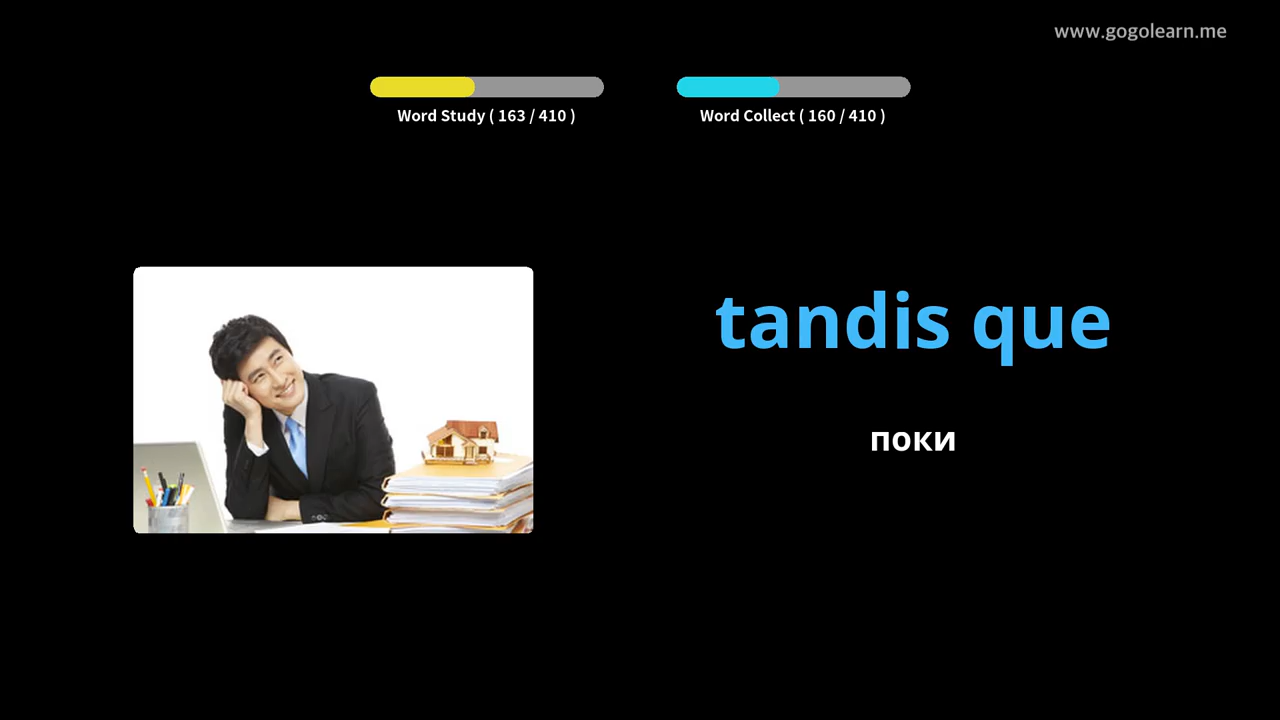 www.gogolearn.me
Word Study ( 163 / 410 )
Word Collect ( 160 / 410 )
tandis que
поки